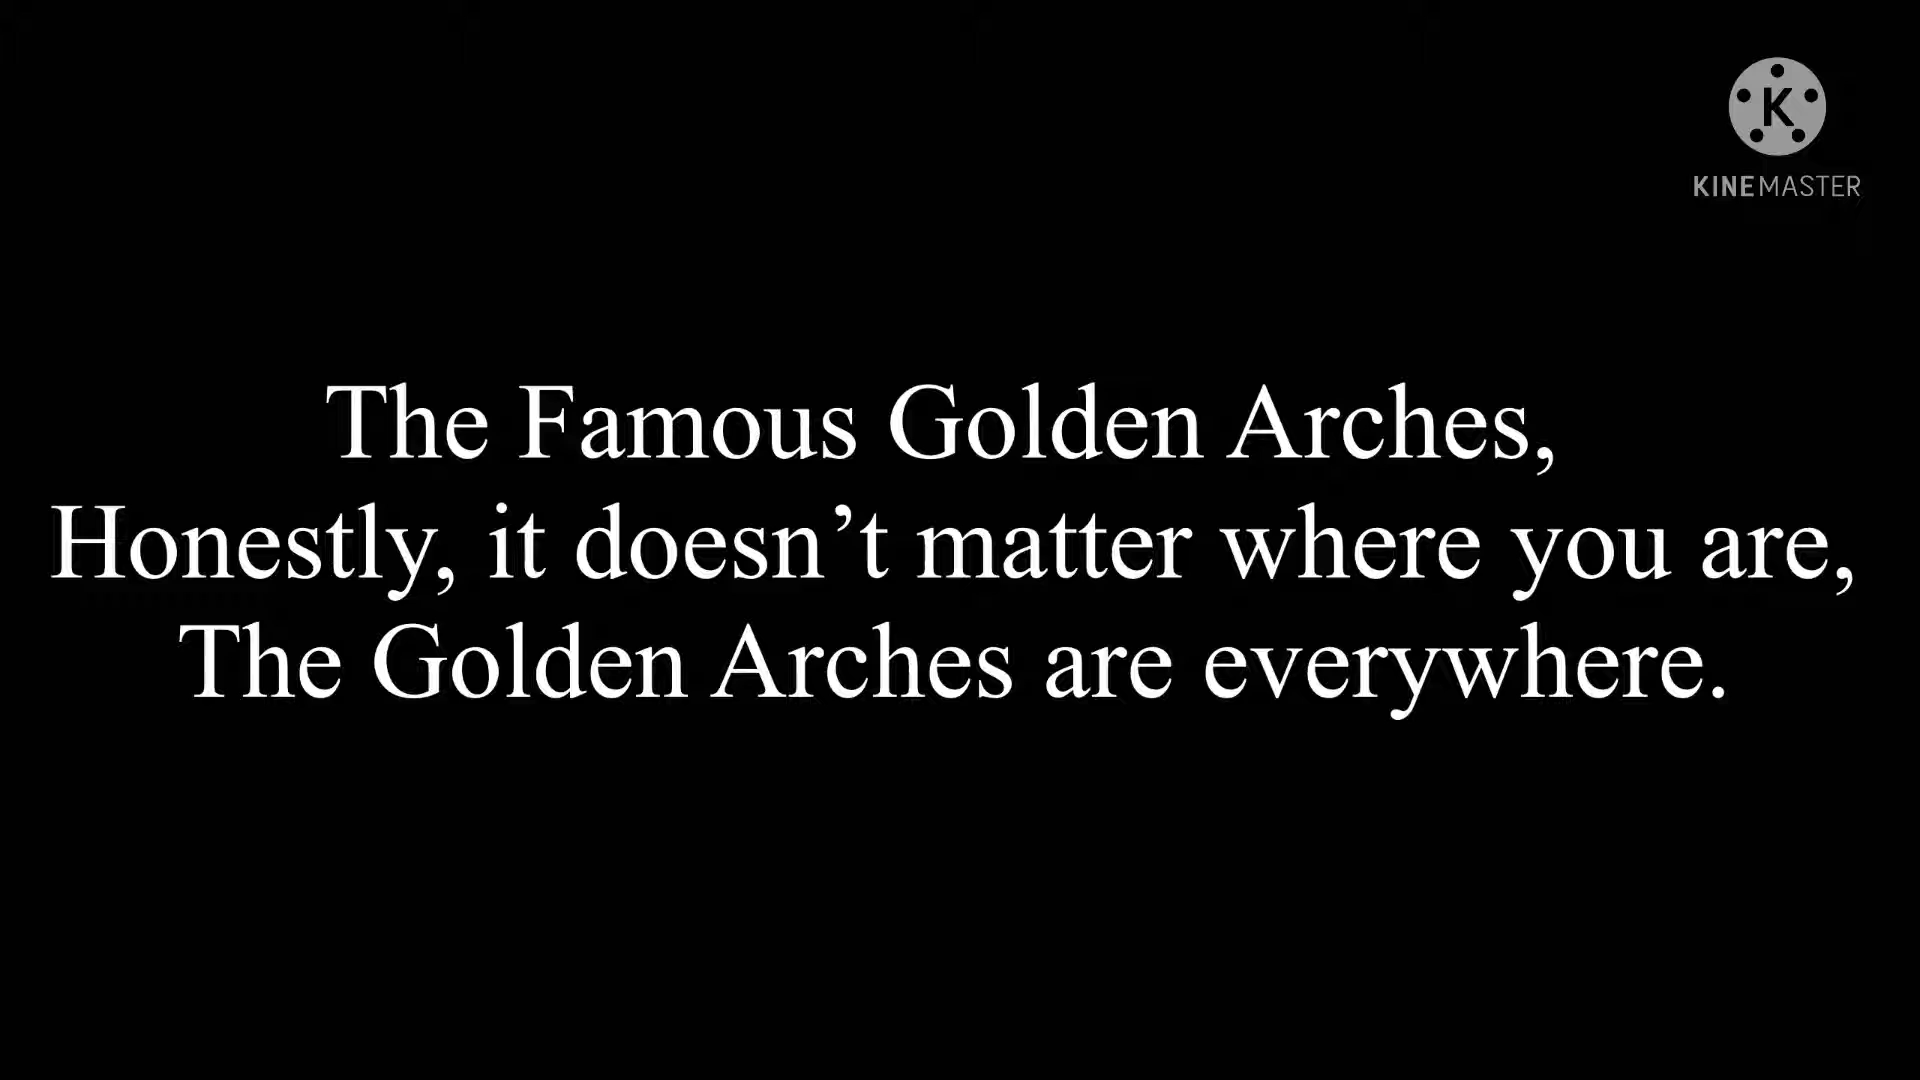 K
KINEMASTER
The Famous Golden Arches,
Honestly, it doesn’t matter where you are,
The Golden Arches are everywhere.